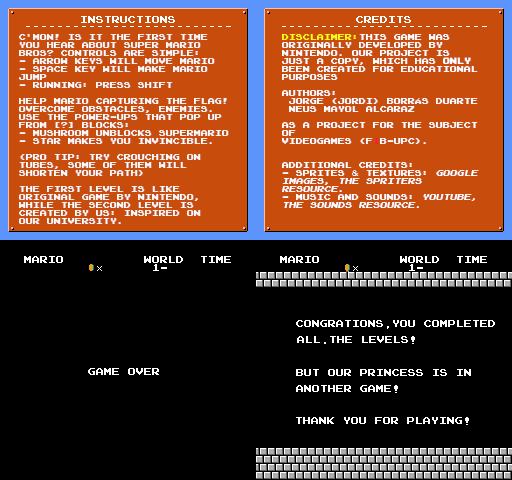 INSTRUCTIONS
C'MON! IS IT THE FIRST TIME
YOU HEAR ABOUT SUPER MARIO
BROS? CONTROLS ARE SIMPLE:
- ARROW KEYS WILL MOVE MARIO
- SPACE KEY WILL MAKE MARIO
JUMP
- RUNNING: PRESS SHIFT
HELP MARIO CAPTURING THE FLAG!
OVERCOME OBSTACLES, ENEMIES.
USE THE POWER-UPS THAT POP UP
FROM [?] BLOCKS:
- MUSHROOM UNBLOCKS SUPERMARIO
- STAR MAKES YOU INVINCIBLE.
(PRO TIP: TRY CROUCHING ON
TUBES, SOME OF THEM WILL
SHORTEN YOUR PATH)
THE FIRST LEVEL IS LIKE
ORIGINAL GAME BY NINTENDO,
WHILE THE SECOND LEVEL IS
CREATED BY US: INSPIRED ON
OUR UNIVERSITY.
CREDITS
DISCLAIMER: THIS GAME WAS
ORIGINALLY DEVELOPED BY
NINTENDO. OUR PROJECT IS
JUST A COPY, WHICH HAS ONLY
BEEN CREATED FOR EDUCATIONAL
PURPOSES
AUTHORS:
JORGE (JORDI) BORRÀS DUARTE
NEUS MAYOL ALCARAZ
AS A PROJECT FOR THE SUBJECT
OF
VIDEOGAMES (FIB-UPC).
ADDITIONAL CREDITS:
- SPRITES & TEXTURES: GOOGLE
IMAGES, THE SPRITERS
RESOURCE.
- MUSIC AND SOUNDS: YOUTUBE,
THE SOUNDS RESOURCE.
MARIO WORLD TIME
x 1-
GAME OVER
MARIO WORLD TIME
x 1-
CONGRATIONS,YOU COMPLETED
ALL.THE LEVELS!
BUT OUR PRINCESS IS IN
ANOTHER GAME!
THANK YOU FOR PLAYING!